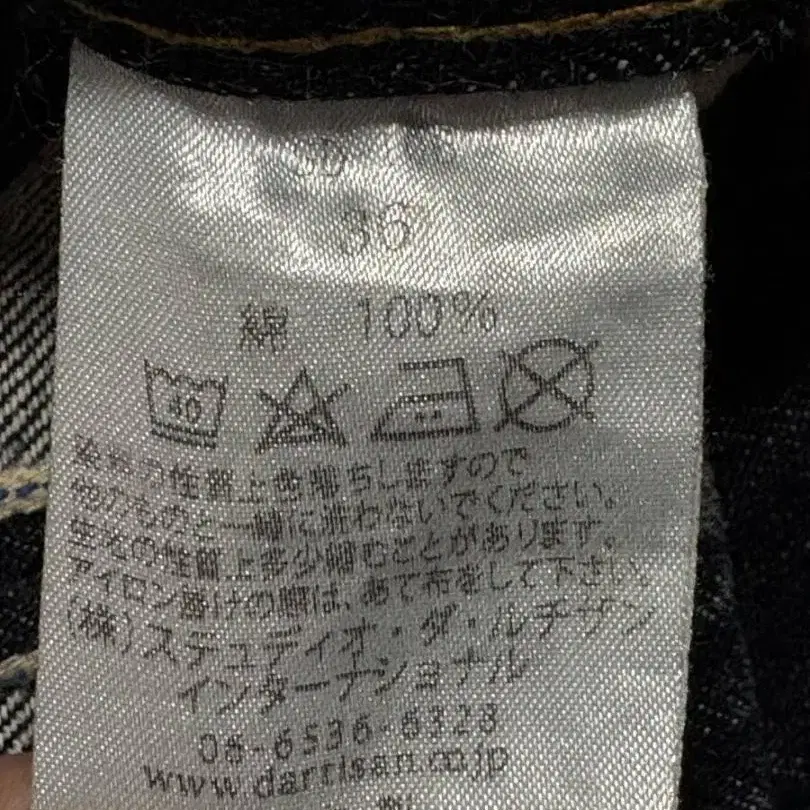 36
綿 100%
40
染料の性質上色落ちしますので
他のものと一緒に洗わないでください。
生地の性質上多少縮むことがあります。
アイロン掛けの際は、あて布をして下さい。
(株)ステュディオ・ダ・ルチザン
インターナショナル
06-6536-6328
www.dartisan.co.jp
製